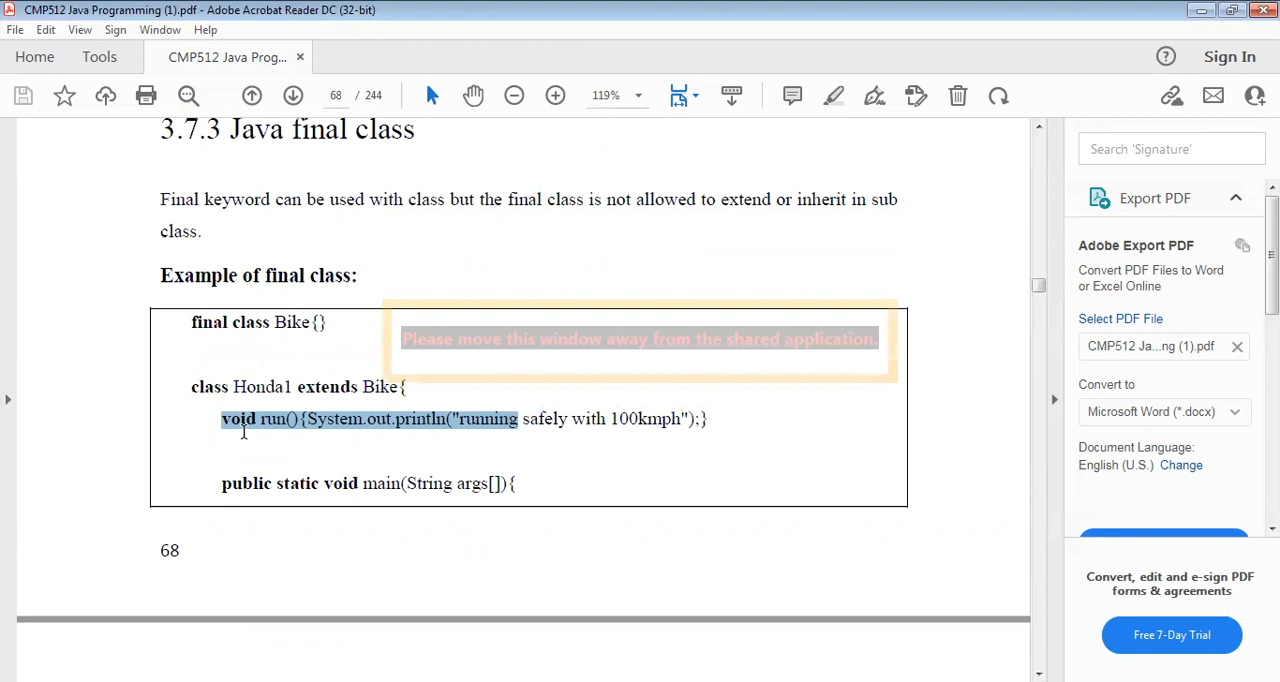 CMP512 Java Programming (1).pdf - Adobe Acrobat Reader DC (32-bit)
File Edit View Sign Window Help
Home Tools CMP512 Java Prog... × Sign In
68 / 244 119%
3.7.3 Java final class
Final keyword can be used with class but the final class is not allowed to extend or inherit in sub
class.
Example of final class:
final class Bike{}
Please move this window away from the shared application.
class Honda1 extends Bike{
void run(){System.out.println("running safely with 100kmph");}
public static void main(String args[]){
68
Search 'Signature'
Export PDF
Adobe Export PDF
Convert PDF Files to Word
or Excel Online
Select PDF File
CMP512 Ja...ng (1).pdf
Convert to
Microsoft Word (*.docx)
Document Language:
English (U.S.) Change
Convert, edit and e-sign PDF
forms & agreements
Free 7-Day Trial